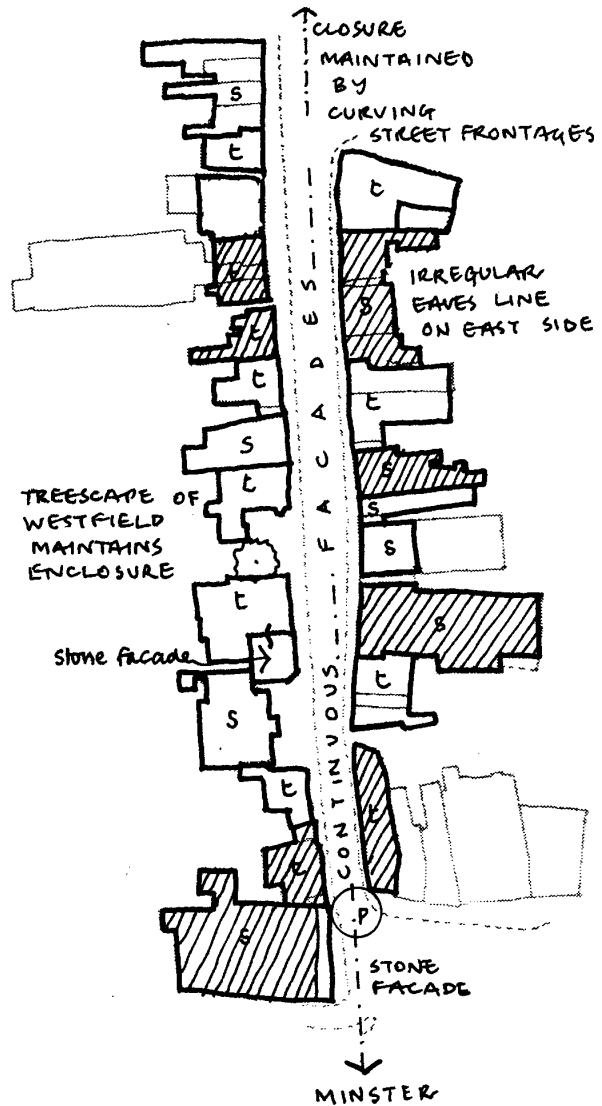 CLOSURE
MAINTAINED
BY
CURVING
STREET FRONTAGES
s
t
t
t
s
IRREGULAR
EAVES LINE
ON EAST SIDE
t
t
t
s
t
s
s
s
TREESCAPE OF
WESTFIELD
MAINTAINS
ENCLOSURE
t
s
Stone facade
t
s
t
t
t
CONTINUOUS FACADES
P
s
STONE
FACADE
MINSTER